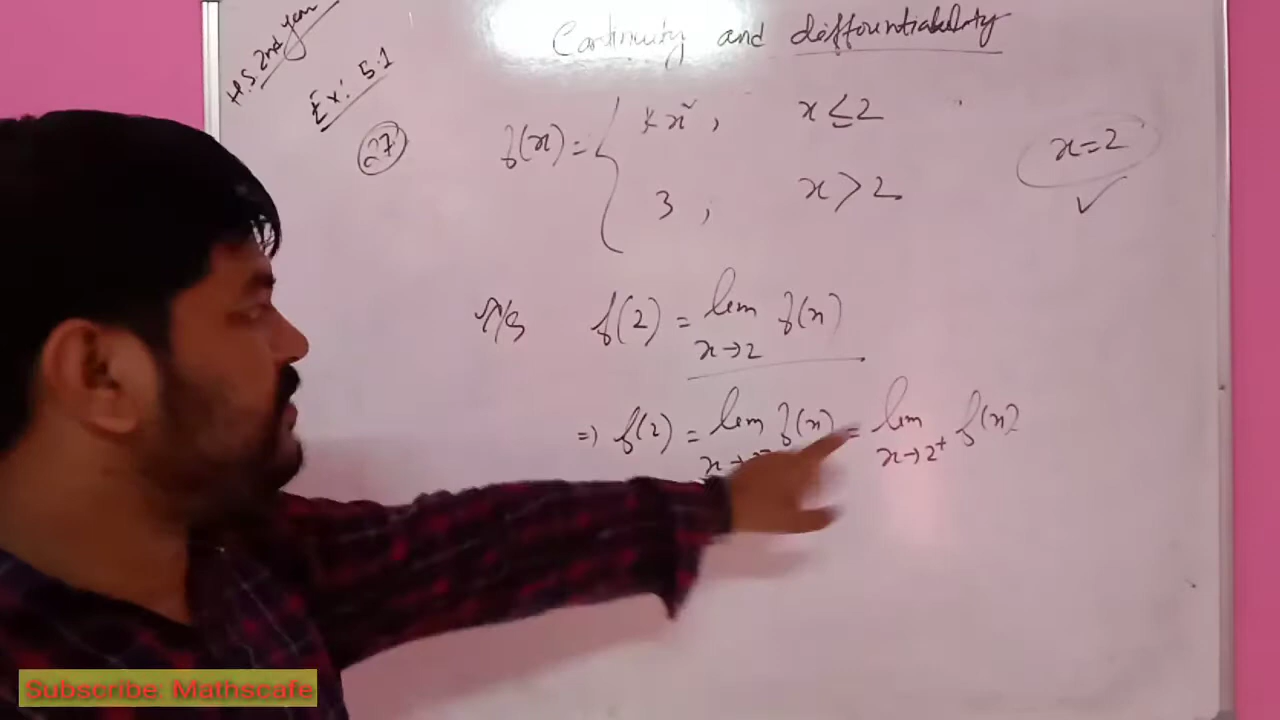 H.S. 2nd year
Continuity and differentiability
Ex: 5.1
27
f(x) = { kx², x ≤ 2
3, x > 2
x = 2 ✓
f(2) = lim x→2 f(x)
⇒ f(2) = lim x→2⁻ f(x) = lim x→2⁺ f(x)
Subscribe: Mathscafe